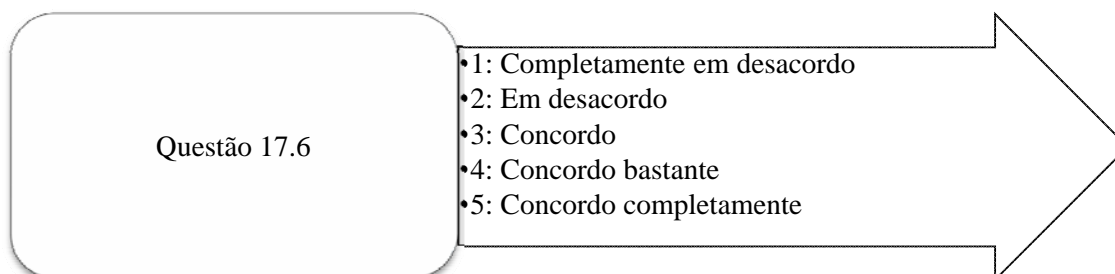 Questão 17.6
•1: Completamente em desacordo
•2: Em desacordo
•3: Concordo
•4: Concordo bastante
•5: Concordo completamente